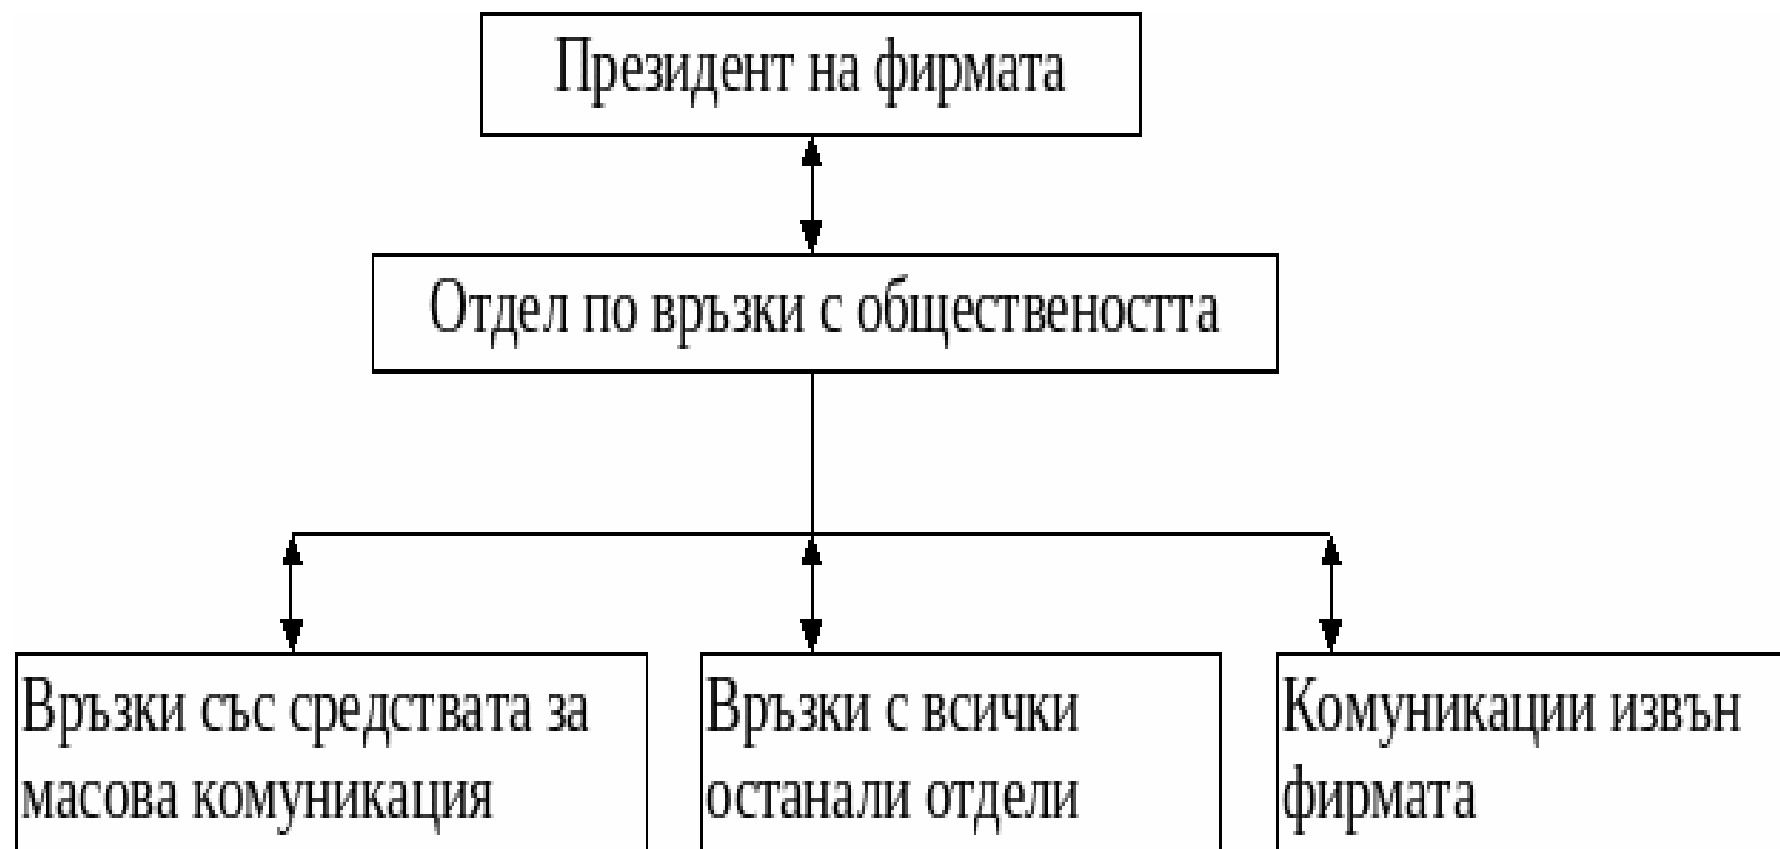 Президент на фирмата
Отдел по връзки с обществеността
Връзки със средствата за
масова комуникация
Връзки с всички
останали отдели
Комуникации извън
фирмата